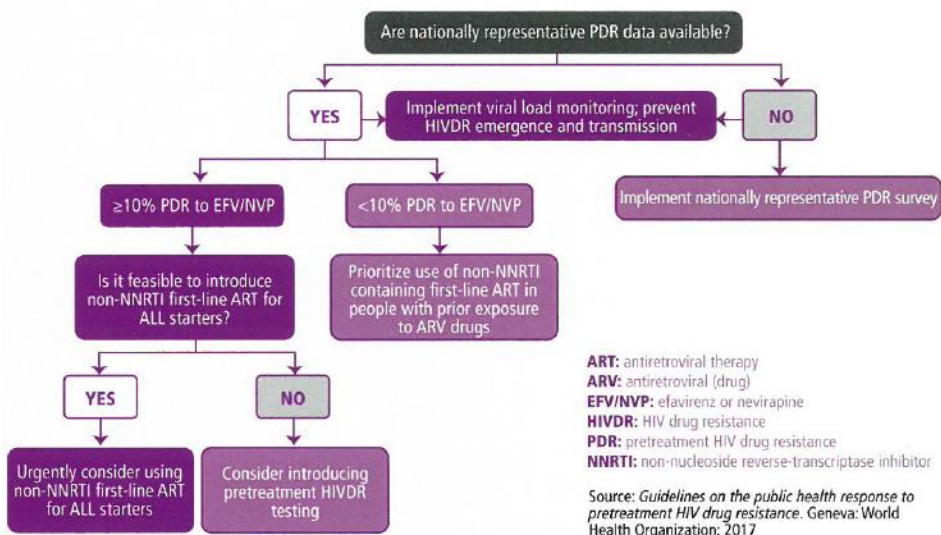 Are nationally representative PDR data available?
YES
Implement viral load monitoring; prevent
HIVDR emergence and transmission
NO
≥10% PDR to EFV/NVP
<10% PDR to EFV/NVP
Implement nationally representative PDR survey
Is it feasible to introduce
non-NNRTI first-line ART for
ALL starters?
Prioritize use of non-NNRTI
containing first-line ART in
people with prior exposure
to ARV drugs
YES
NO
Urgently consider using
non-NNRTI first-line ART
for ALL starters
Consider introducing
pretreatment HIVDR
testing
ART: antiretroviral therapy
ARV: antiretroviral (drug)
EFV/NVP: efavirenz or nevirapine
HIVDR: HIV drug resistance
PDR: pretreatment HIV drug resistance
NNRTI: non-nucleoside reverse-transcriptase inhibitor
Source: Guidelines on the public health response to
pretreatment HIV drug resistance. Geneva: World
Health Organization; 2017